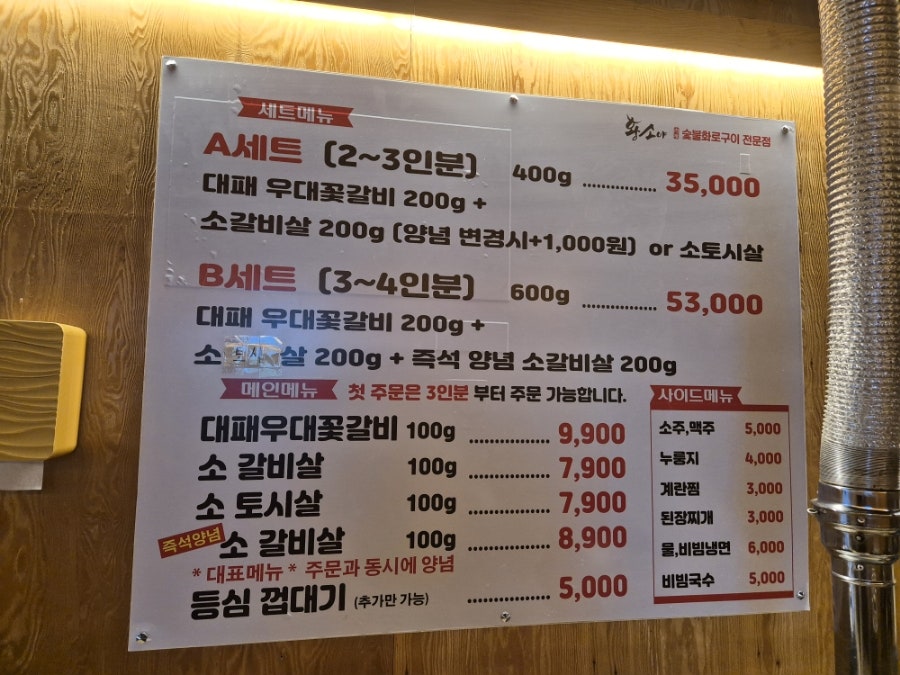 세트메뉴
황소나 숯불화로구이 전문점
A세트 (2~3인분) 400g ................ 35,000
대패 우대꽃갈비 200g +
소갈비살 200g (양념 변경시+1,000원) or 소토시살
B세트 (3~4인분) 600g ................ 53,000
대패 우대꽃갈비 200g +
소토시살 200g + 즉석 양념 소갈비살 200g
메인메뉴 첫 주문은 3인분 부터 주문 가능합니다.
대패우대꽃갈비 100g ................ 9,900
소 갈비살 100g ................ 7,900
소 토시살 100g ................ 7,900
즉석양념 소 갈비살 100g ................ 8,900
* 대표메뉴 * 주문과 동시에 양념
등심 껍대기 (추가만 가능) ................ 5,000
사이드메뉴
소주,맥주 5,000
누룽지 4,000
계란찜 3,000
된장찌개 3,000
물,비빔냉면 6,000
비빔국수 5,000